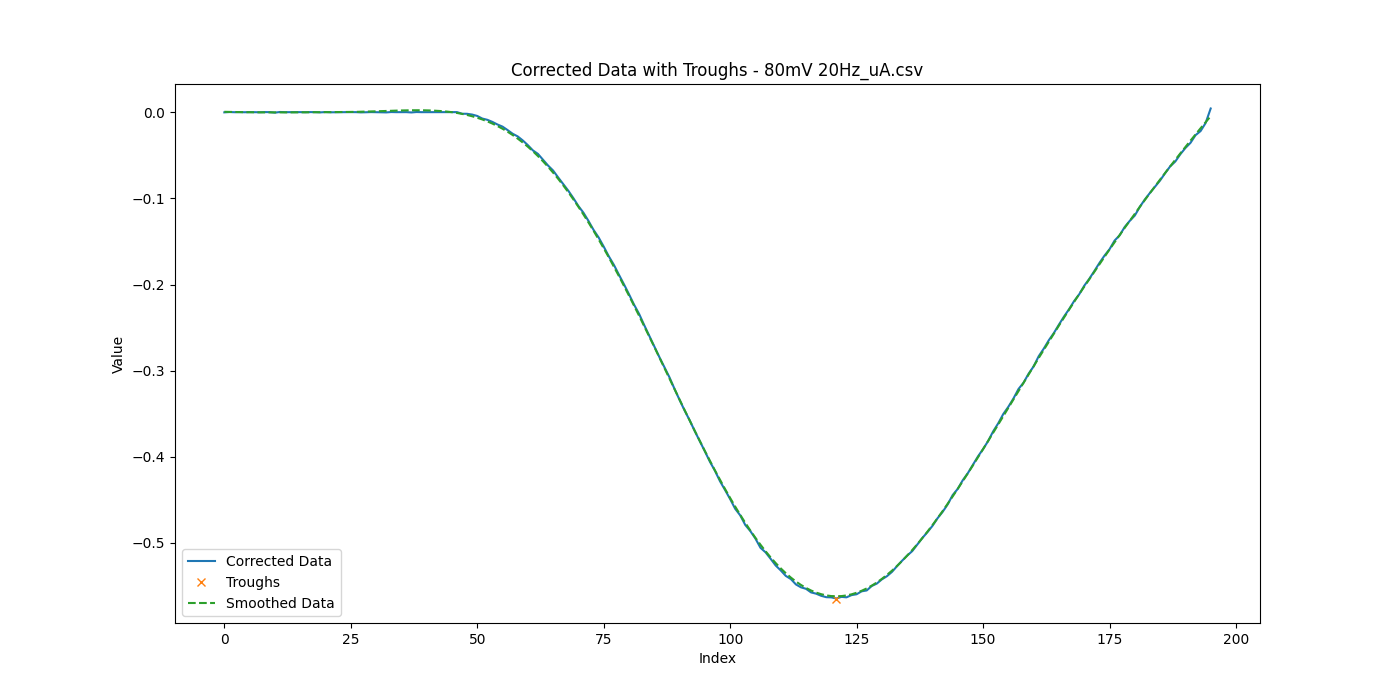 Corrected Data with Troughs - 80mV 20Hz_uA.csv
0.0
−0.1
−0.2
−0.3
−0.4
−0.5
Value
Corrected Data
Troughs
Smoothed Data
0 25 50 75 100 125 150 175 200
Index